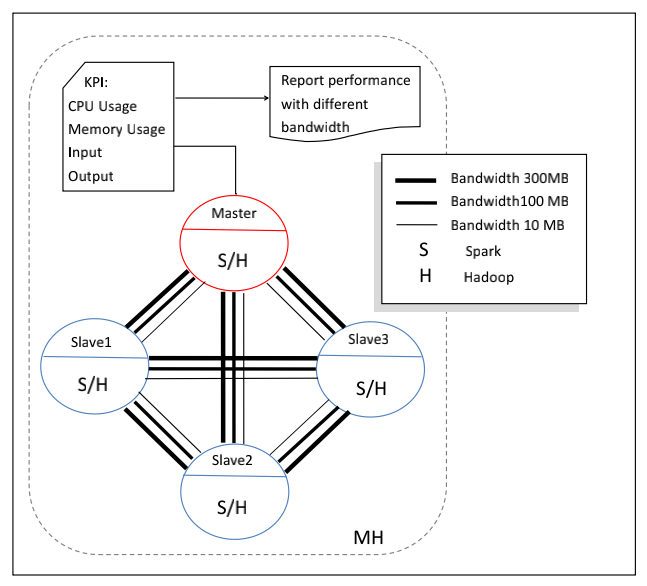 KPI:
CPU Usage
Memory Usage
Input
Output
Report performance
with different
bandwidth
Bandwidth 300MB
Bandwidth100 MB
Bandwidth 10 MB
S Spark
H Hadoop
Master
S/H
Slave1
S/H
Slave3
S/H
Slave2
S/H
MH